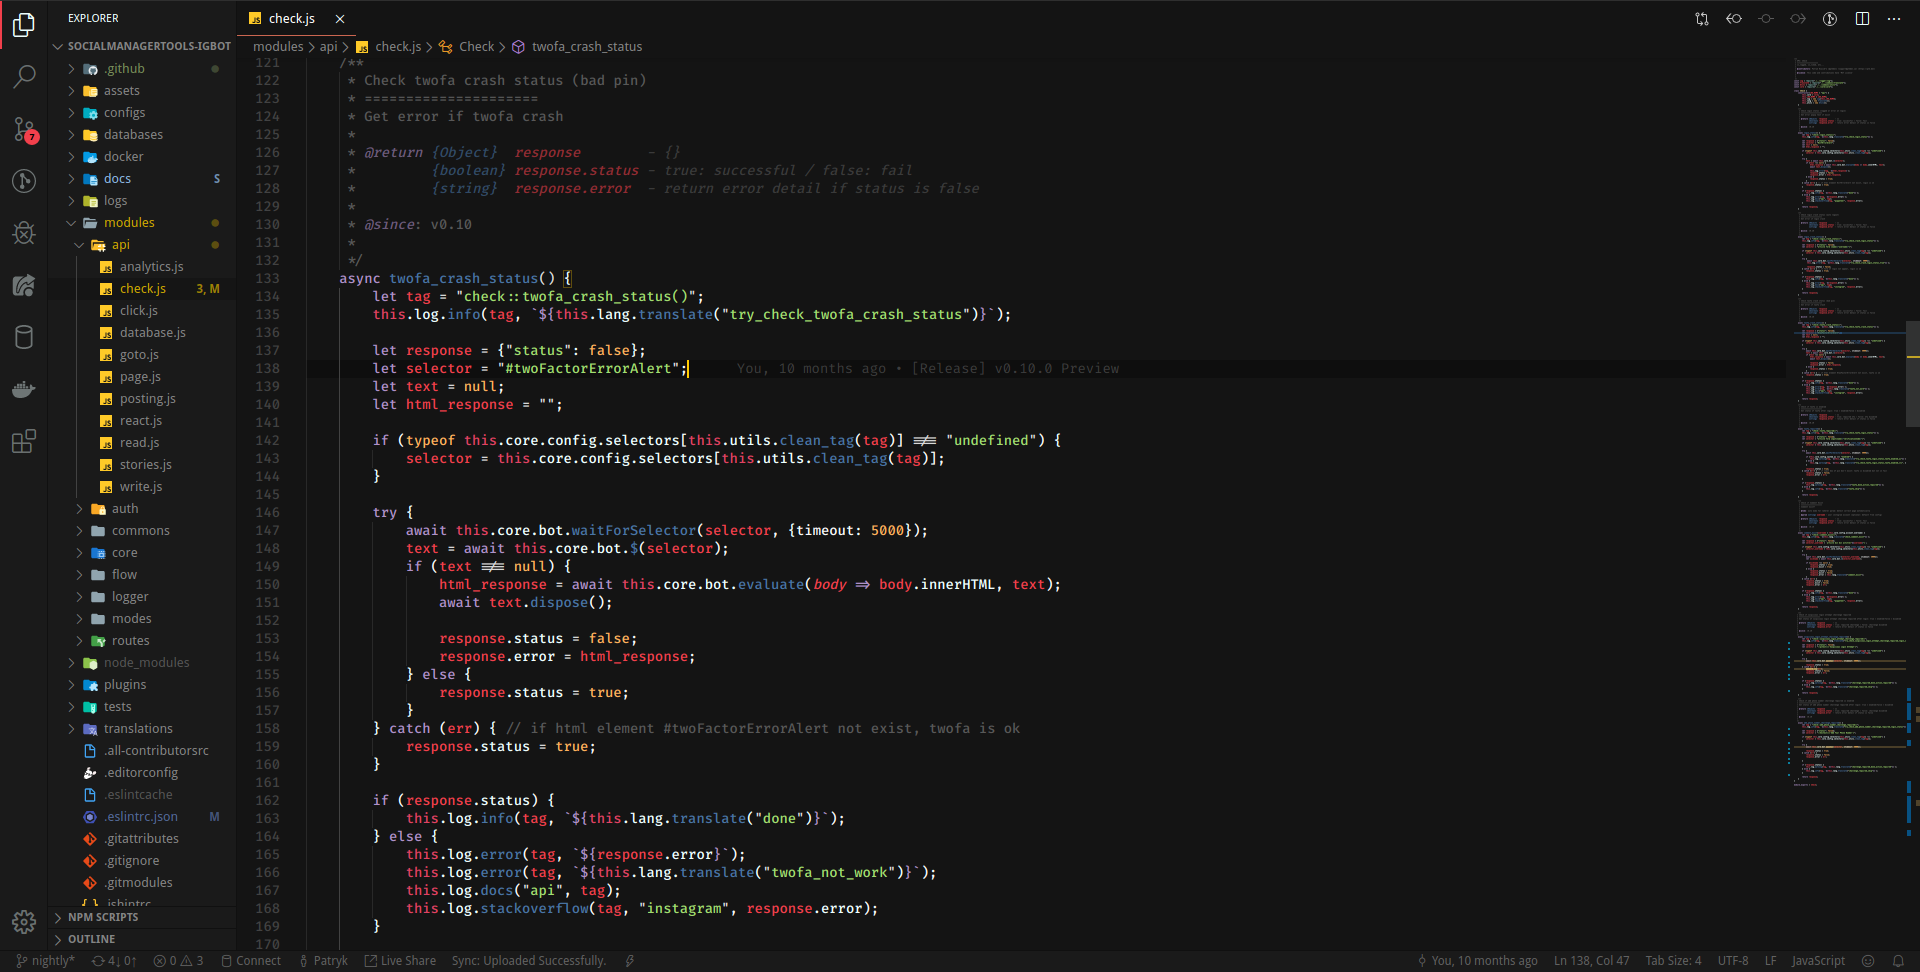 EXPLORER
SOCIALMANAGERTOOLS-IGBOT
.github
assets
configs
databases
docker
docs S
logs
modules
api
analytics.js
check.js 3, M
click.js
database.js
goto.js
page.js
posting.js
react.js
read.js
stories.js
write.js
auth
commons
core
flow
logger
modes
routes
node_modules
plugins
tests
translations
.all-contributorsrc
.editorconfig
.eslintcache
.eslintrc.json M
.gitattributes
.gitignore
.gitmodules
.jshintrc
NPM SCRIPTS
OUTLINE
7
JS check.js ×
modules > api > JS check.js > Check > twofa_crash_status
121 /**
122 * Check twofa crash status (bad pin)
123 * =====================
124 * Get error if twofa crash
125 *
126 * @return {Object} response - {}
127 * {boolean} response.status - true: successful / false: fail
128 * {string} response.error - return error detail if status is false
129 *
130 * @since: v0.10
131 *
132 */
133 async twofa_crash_status() {
134 let tag = "check::twofa_crash_status()";
135 this.log.info(tag, `${this.lang.translate("try_check_twofa_crash_status")}`);
136
137 let response = {"status": false};
138 let selector = "#twoFactorErrorAlert"; You, 10 months ago • [Release] v0.10.0 Preview
139 let text = null;
140 let html_response = "";
141
142 if (typeof this.core.config.selectors[this.utils.clean_tag(tag)] !== "undefined") {
143 selector = this.core.config.selectors[this.utils.clean_tag(tag)];
144 }
145
146 try {
147 await this.core.bot.waitForSelector(selector, {timeout: 5000});
148 text = await this.core.bot.$(selector);
149 if (text !== null) {
150 html_response = await this.core.bot.evaluate(body => body.innerHTML, text);
151 await text.dispose();
152
153 response.status = false;
154 response.error = html_response;
155 } else {
156 response.status = true;
157 }
158 } catch (err) { // if html element #twoFactorErrorAlert not exist, twofa is ok
159 response.status = true;
160 }
161
162 if (response.status) {
163 this.log.info(tag, `${this.lang.translate("done")}`);
164 } else {
165 this.log.error(tag, `${response.error}`);
166 this.log.error(tag, `${this.lang.translate("twofa_not_work")}`);
167 this.log.docs("api", tag);
168 this.log.stackoverflow(tag, "instagram", response.error);
169 }
170
nightly* 4↓ 0↑ 0 3 Connect Patryk Live Share Sync: Uploaded Successfully. You, 10 months ago Ln 138, Col 47 Tab Size: 4 UTF-8 LF JavaScript